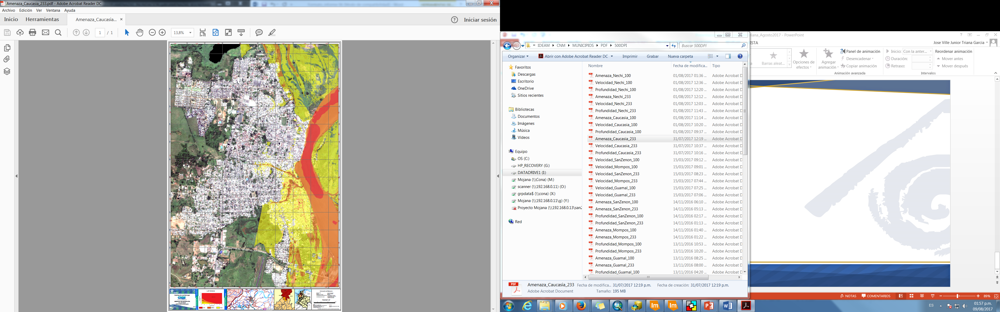 Amenaza_Caucasia_233.pdf - Adobe Acrobat Reader DC
Archivo Edición Ver Ventana Ayuda
Inicio Herramientas Amenaza_Caucasia... × Iniciar sesión
1 / 1 13,8%
LEYENDA
IDEAM CNM MUNICIPIOS PDF 500DPI Buscar 500DPI
Organizar Abrir con Adobe Acrobat Reader DC Imprimir Grabar Nueva carpeta
Favoritos
Descargas
Escritorio
OneDrive
Sitios recientes
Bibliotecas
Documentos
Imágenes
Música
Vídeos
Equipo
OS (C:)
HP_RECOVERY (G:)
DATADRIVE1 (I:)
Mojana (\\Cona) (M:)
scanner (\\192.168.0.11) (O:)
grpdata$ (\\cona) (X:)
Mojana (\\192.168.0.11\g) (Y:)
Proyecto Mojana (\\192.168.0.13\san2
Red
Nombre Fecha de modifica... Tipo
Amenaza_Nechi_100 01/08/2017 01:36 ... Adobe Acrobat D
Velocidad_Nechi_100 01/08/2017 12:36 ... Adobe Acrobat D
Profundidad_Nechi_100 01/08/2017 12:20 ... Adobe Acrobat D
Amenaza_Nechi_233 01/08/2017 12:12 ... Adobe Acrobat D
Velocidad_Nechi_233 01/08/2017 12:03 ... Adobe Acrobat D
Profundidad_Nechi_233 01/08/2017 11:43 ... Adobe Acrobat D
Amenaza_Caucasia_100 01/08/2017 11:14 ... Adobe Acrobat D
Velocidad_Caucasia_100 01/08/2017 10:20 ... Adobe Acrobat D
Profundidad_Caucasia_100 01/08/2017 09:37 ... Adobe Acrobat D
Amenaza_Caucasia_233 31/07/2017 12:19 ... Adobe Acrobat D
Velocidad_Caucasia_233 31/07/2017 10:37 ... Adobe Acrobat D
Profundidad_Caucasia_233 31/07/2017 10:16 ... Adobe Acrobat D
Velocidad_SanZenon_100 15/03/2017 09:12 ... Adobe Acrobat D
Velocidad_Mompos_100 15/03/2017 09:01 ... Adobe Acrobat D
Velocidad_SanZenon_233 15/03/2017 08:23 ... Adobe Acrobat D
Velocidad_Mompos_233 15/03/2017 07:44 ... Adobe Acrobat D
Velocidad_Guamal_100 15/03/2017 07:25 ... Adobe Acrobat D
Velocidad_Guamal_233 15/03/2017 07:06 ... Adobe Acrobat D
Amenaza_SanZenon_100 14/11/2016 06:10 ... Adobe Acrobat D
Amenaza_SanZenon_233 14/11/2016 05:13 ... Adobe Acrobat D
Profundidad_SanZenon_100 14/11/2016 02:17 ... Adobe Acrobat D
Profundidad_SanZenon_233 14/11/2016 01:13 ... Adobe Acrobat D
Amenaza_Mompos_100 14/11/2016 01:40 ... Adobe Acrobat D
Amenaza_Mompos_233 14/11/2016 01:22 ... Adobe Acrobat D
Profundidad_Mompos_100 13/11/2016 10:53 ... Adobe Acrobat D
Profundidad_Mompos_233 13/11/2016 10:20 ... Adobe Acrobat D
Amenaza_Guamal_100 13/11/2016 08:25 ... Adobe Acrobat D
Amenaza_Guamal_233 13/11/2016 08:00 ... Adobe Acrobat D
Profundidad_Guamal_100 13/11/2016 04:20 ... Adobe Acrobat D
Amenaza_Caucasia_233 Fecha de modifica... 31/07/2017 12:19 p.m. Fecha de creación: 31/07/2017 12:19 p.m.
Adobe Acrobat Document Tamaño: 195 MB
riana_Agosto2017 - PowerPoint
ISTA Jose Ville Junior Triana Garcia
Panel de animación Inicio: Con la anter... Reordenar animación
Barras aleat... Opciones de efectos Agregar animación Desencadenar Duración: Mover antes
Copiar animación Retraso: Mover después
Animación avanzada Intervalos
NOTAS COMENTARIOS 89%
ES 01:57 p.m.
09/08/2017